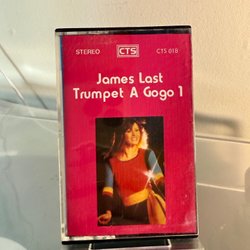 STEREO CTS CTS 018
James Last
Trumpet A Gogo 1